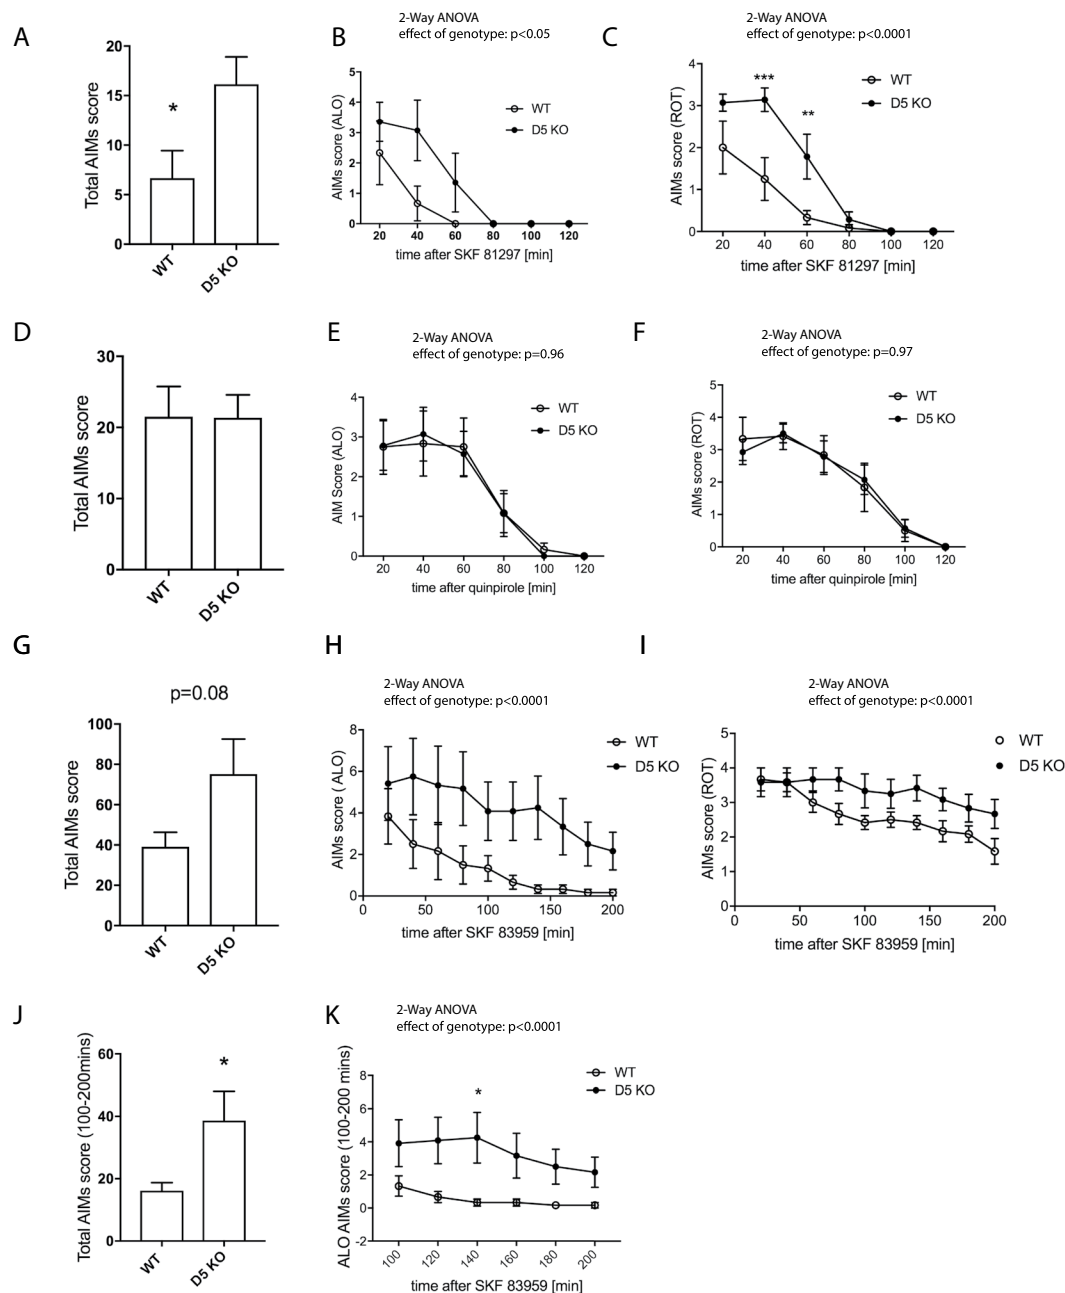 A
Total AIMs score
20
15
10
5
0
*
WT
D5 KO
B
2-Way ANOVA
effect of genotype: p<0.05
AIMs score (ALO)
5
4
3
2
1
0
WT
D5 KO
20 40 60 80 100 120
time after SKF 81297 [min]
C
2-Way ANOVA
effect of genotype: p<0.0001
AIMs score (ROT)
4
3
2
1
0
***
**
WT
D5 KO
20 40 60 80 100 120
time after SKF 81297 [min]
D
Total AIMs score
30
20
10
0
WT
D5 KO
E
2-Way ANOVA
effect of genotype: p=0.96
AIM Score (ALO)
4
3
2
1
0
WT
D5 KO
20 40 60 80 100 120
time after quinpirole [min]
F
2-Way ANOVA
effect of genotype: p=0.97
AIMs score (ROT)
5
4
3
2
1
0
WT
D5 KO
20 40 60 80 100 120
time after quinpirole [min]
G
p=0.08
Total AIMs score
100
80
60
40
20
0
WT
D5 KO
H
2-Way ANOVA
effect of genotype: p<0.0001
AIMs score (ALO)
8
6
4
2
0
WT
D5 KO
0 50 100 150 200
time after SKF 83959 [min]
I
2-Way ANOVA
effect of genotype: p<0.0001
AIMs score (ROT)
5
4
3
2
1
0
WT
D5 KO
0 50 100 150 200
time after SKF 83959 [min]
J
Total AIMs score (100-200mins)
60
40
20
0
*
WT
D5 KO
K
2-Way ANOVA
effect of genotype: p<0.0001
ALO AIMs score (100-200 mins)
8
6
4
2
0
-2
*
WT
D5 KO
100 120 140 160 180 200
time after SKF 83959 [min]